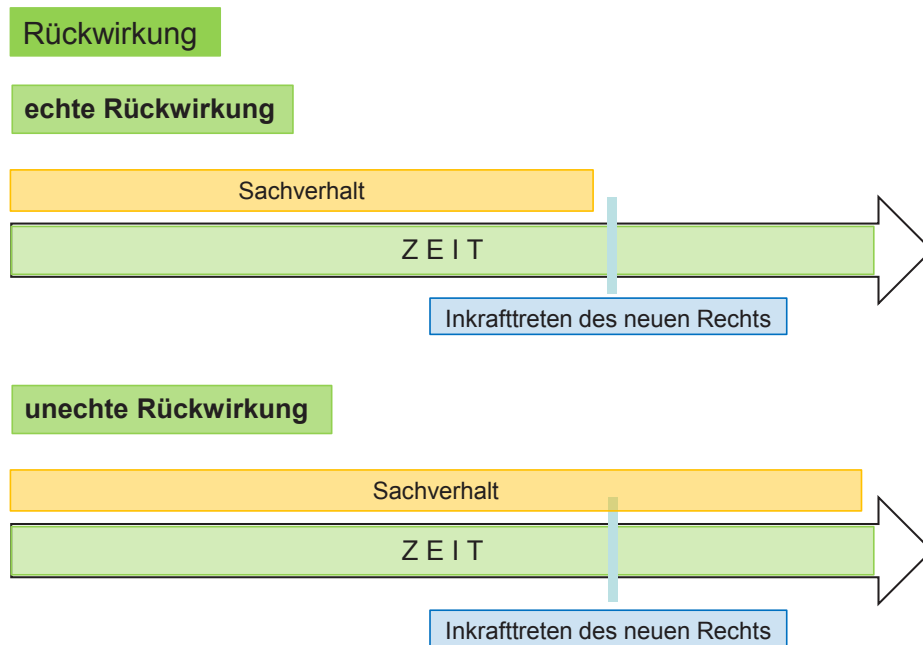 Rückwirkung
echte Rückwirkung
Sachverhalt
Z E I T
Inkrafttreten des neuen Rechts
unechte Rückwirkung
Sachverhalt
Z E I T
Inkrafttreten des neuen Rechts